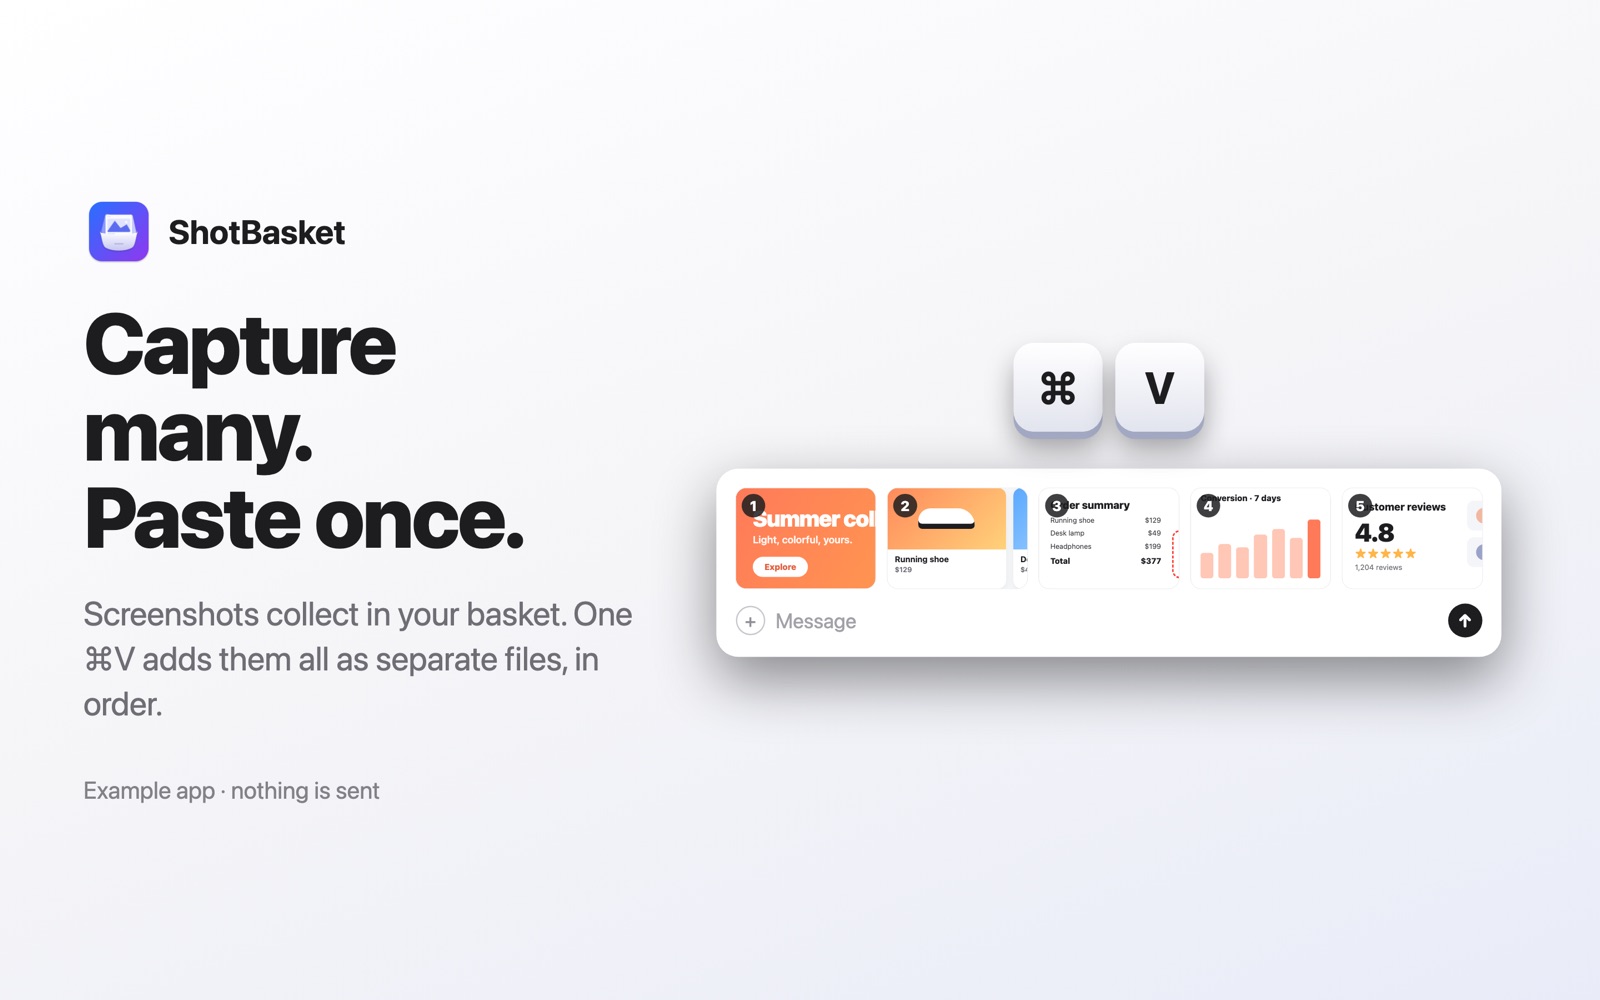 ShotBasket
Capture
many.
Paste once.
Screenshots collect in your basket. One
⌘V adds them all as separate files, in
order.
Example app · nothing is sent
⌘ V
1
Summer col
Light, colorful, yours.
Explore
2
Running shoe
$129
3
der summary
Running shoe $129
Desk lamp $49
Headphones $199
Total $377
4
Conversion · 7 days
5
stomer reviews
4.8
★★★★★
1,204 reviews
+ Message